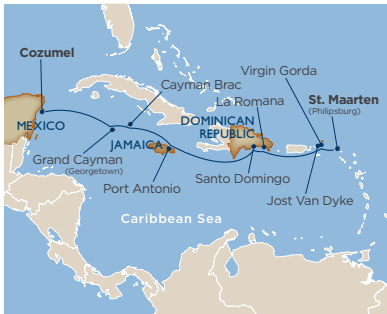 Cozumel
Virgin Gorda
Cayman Brac
La Romana
St. Maarten
(Philipsburg)
MEXICO
DOMINICAN
REPUBLIC
JAMAICA
Grand Cayman
(Georgetown)
Port Antonio
Santo Domingo
Jost Van Dyke
Caribbean Sea